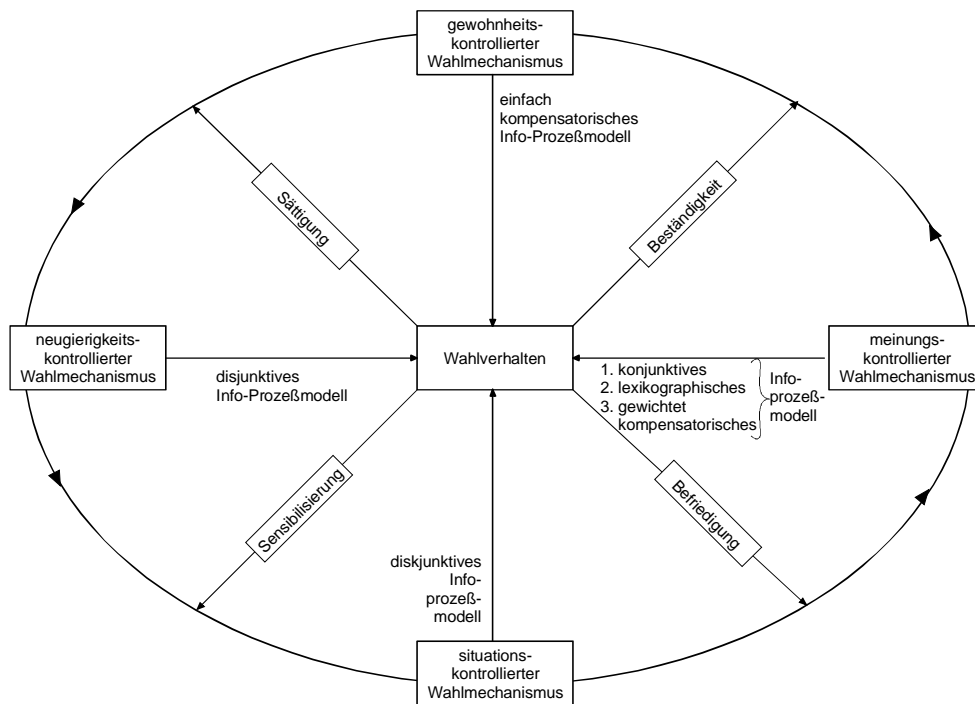 gewohnheits-
kontrollierter
Wahlmechanismus
einfach
kompensatorisches
Info-Prozeßmodell
Sättigung
Beständigkeit
neugierigkeits-
kontrollierter
Wahlmechanismus
disjunktives
Info-Prozeßmodell
Wahlverhalten
1. konjunktives
2. lexikographisches
3. gewichtet
kompensatorisches
Info-
prozeß-
modell
meinungs-
kontrollierter
Wahlmechanismus
Sensibilisierung
Befriedigung
diskjunktives
Info-
prozeß-
modell
situations-
kontrollierter
Wahlmechanismus